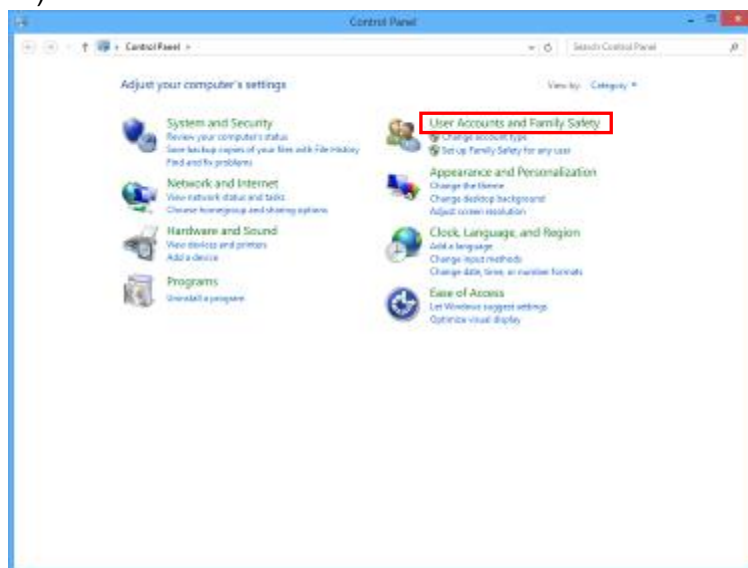 Control Panel
Control Panel
Search Control Panel
Adjust your computer's settings
View by: Category
System and Security
Review your computer's status
Save backup copies of your files with File History
Find and fix problems
Network and Internet
View network status and tasks
Choose homegroup and sharing options
Hardware and Sound
View devices and printers
Add a device
Programs
Uninstall a program
User Accounts and Family Safety
Change account type
Set up Family Safety for any user
Appearance and Personalization
Change the theme
Change desktop background
Adjust screen resolution
Clock, Language, and Region
Add a language
Change input methods
Change date, time, or number formats
Ease of Access
Let Windows suggest settings
Optimize visual display